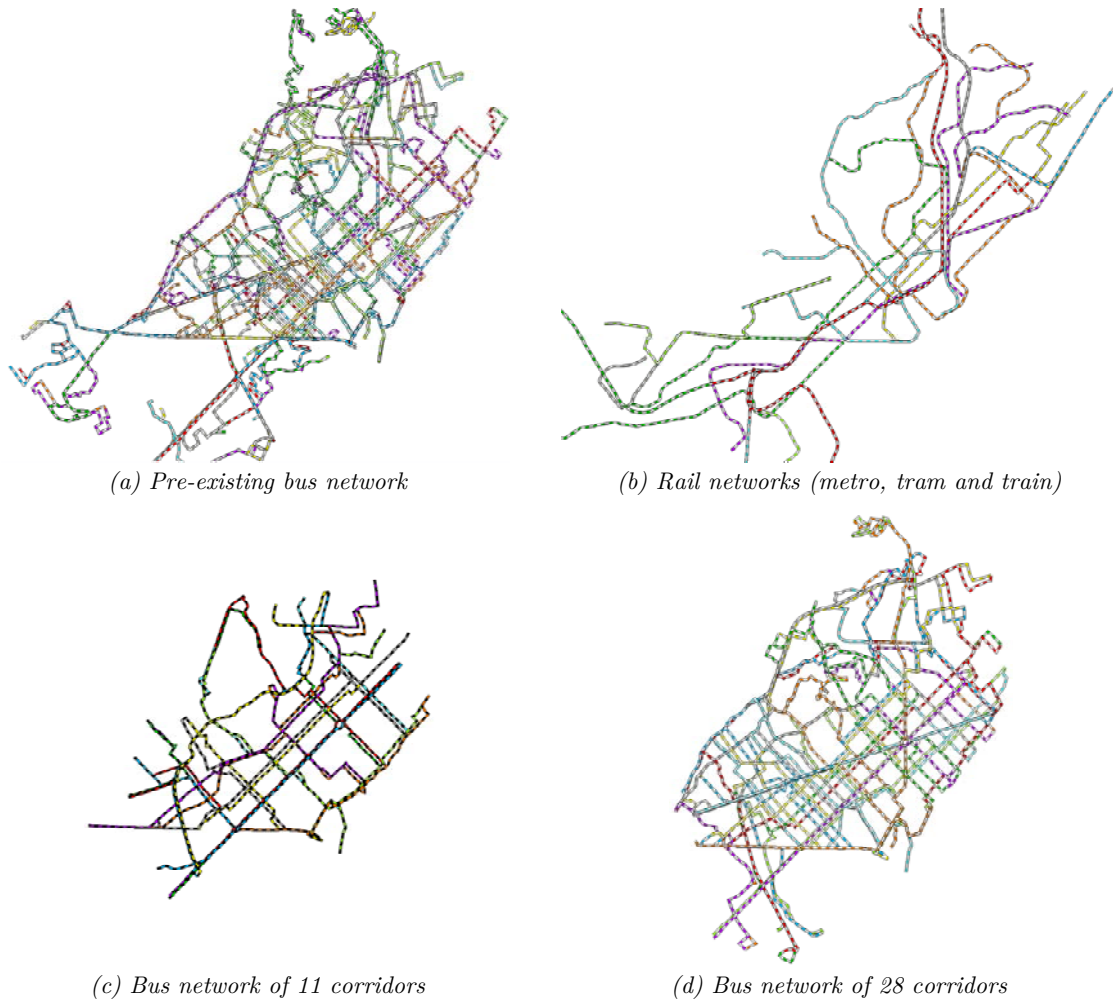 (a) Pre-existing bus network
(b) Rail networks (metro, tram and train)
(c) Bus network of 11 corridors
(d) Bus network of 28 corridors